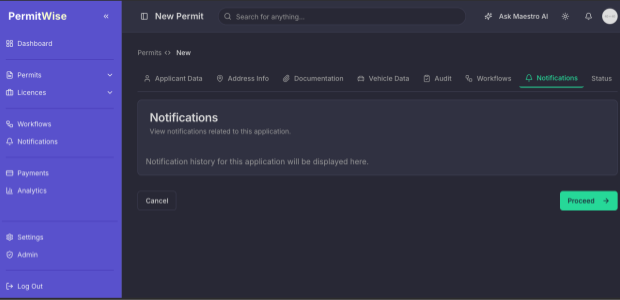 PermitWise
«
New Permit
Search for anything...
Ask Maestro AI
Dashboard
Permits
Licences
Workflows
Notifications
Payments
Analytics
Settings
Admin
Log Out
Permits <> New
Applicant Data
Address Info
Documentation
Vehicle Data
Audit
Workflows
Notifications
Status
Notifications
View notifications related to this application.
Notification history for this application will be displayed here.
Cancel
Proceed →